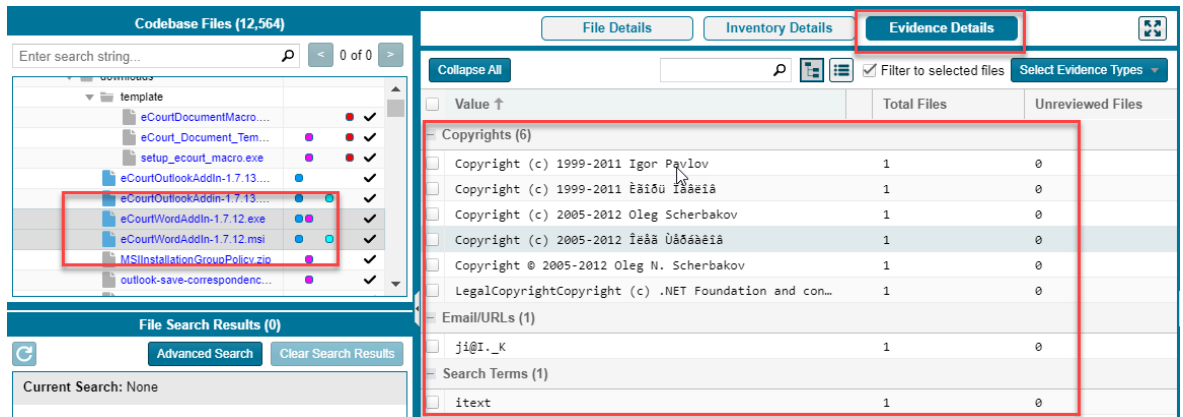 Codebase Files (12,564)
Enter search string...
< 0 of 0 >
downloads
template
eCourtDocumentMacro....
eCourt_Document_Tem...
setup_ecourt_macro.exe
eCourtOutlookAddIn-1.7.13....
eCourtOutlookAddin-1.7.13....
eCourtWordAddIn-1.7.12.exe
eCourtWordAddIn-1.7.12.msi
MSIInstallationGroupPolicy.zip
outlook-save-correspondenc...
File Search Results (0)
Advanced Search Clear Search Results
Current Search: None
File Details Inventory Details Evidence Details
Collapse All Filter to selected files Select Evidence Types
Value ↑ Total Files Unreviewed Files
Copyrights (6)
Copyright (c) 1999-2011 Igor Pavlov 1 0
Copyright (c) 1999-2011 Èãîðü Ïàâëîâ 1 0
Copyright (c) 2005-2012 Oleg Scherbakov 1 0
Copyright (c) 2005-2012 Îëåã Ùåðáàêîâ 1 0
Copyright © 2005-2012 Oleg N. Scherbakov 1 0
LegalCopyrightCopyright (c) .NET Foundation and con… 1 0
Email/URLs (1)
ji@I._K 1 0
Search Terms (1)
itext 1 0